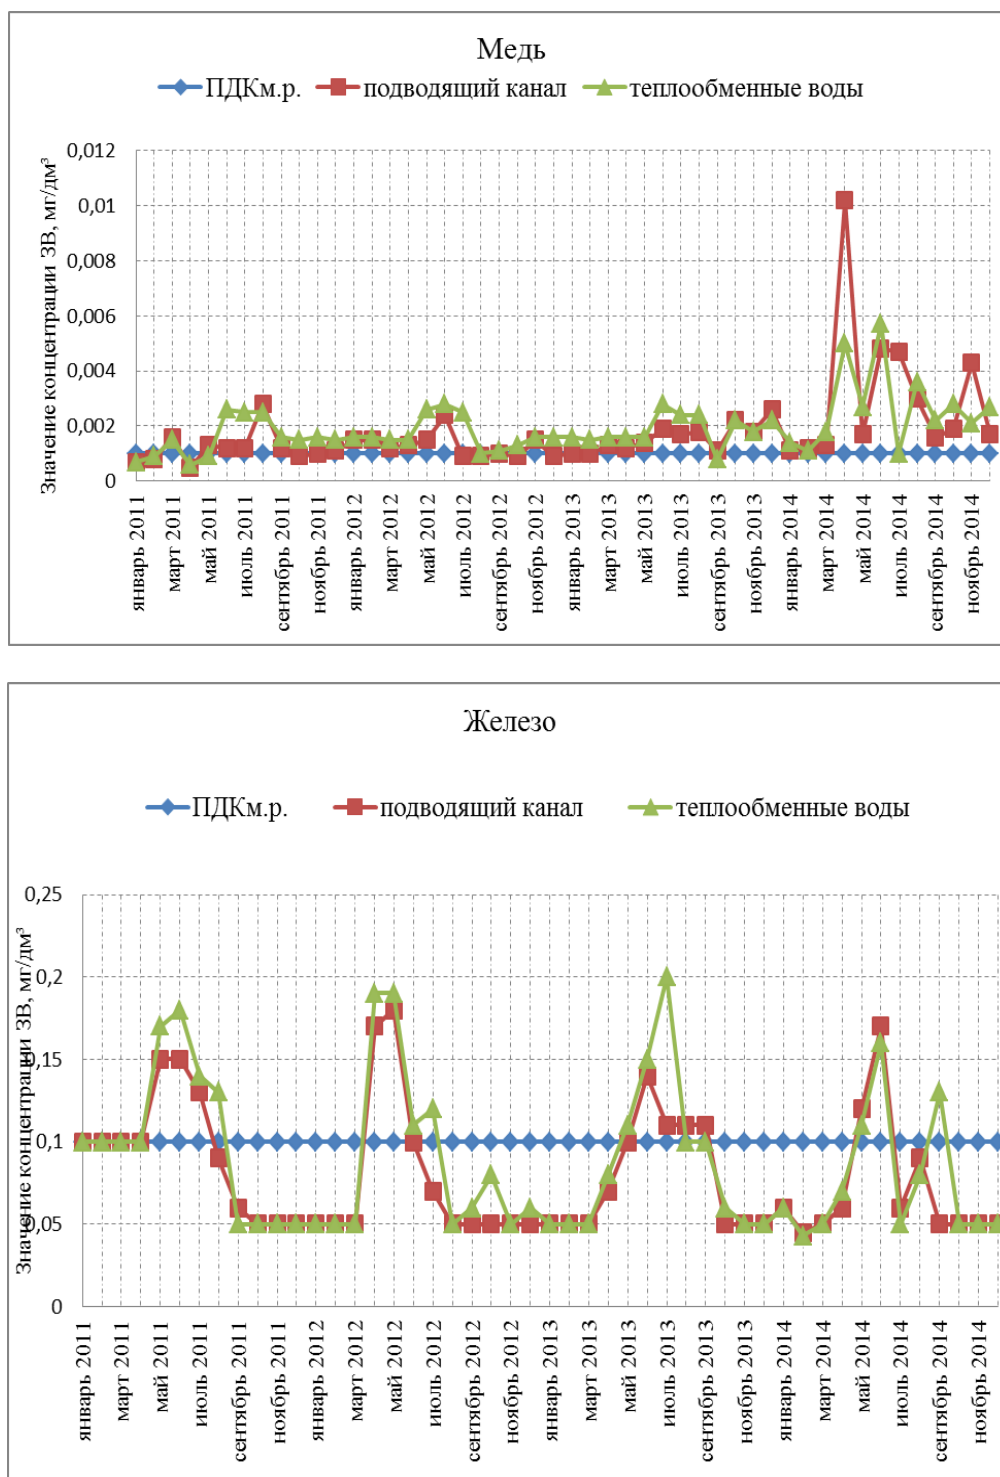 Медь
ПДКм.р. подводящий канал теплообменные воды
Значение концентрации ЗВ, мг/дм³
0,012
0,01
0,008
0,006
0,004
0,002
0
январь 2011
март 2011
май 2011
июль 2011
сентябрь 2011
ноябрь 2011
январь 2012
март 2012
май 2012
июль 2012
сентябрь 2012
ноябрь 2012
январь 2013
март 2013
май 2013
июль 2013
сентябрь 2013
ноябрь 2013
январь 2014
март 2014
май 2014
июль 2014
сентябрь 2014
ноябрь 2014
Железо
ПДКм.р. подводящий канал теплообменные воды
Значение концентрации ЗВ, мг/дм³
0,25
0,2
0,15
0,1
0,05
0
январь 2011
март 2011
май 2011
июль 2011
сентябрь 2011
ноябрь 2011
январь 2012
март 2012
май 2012
июль 2012
сентябрь 2012
ноябрь 2012
январь 2013
март 2013
май 2013
июль 2013
сентябрь 2013
ноябрь 2013
январь 2014
март 2014
май 2014
июль 2014
сентябрь 2014
ноябрь 2014